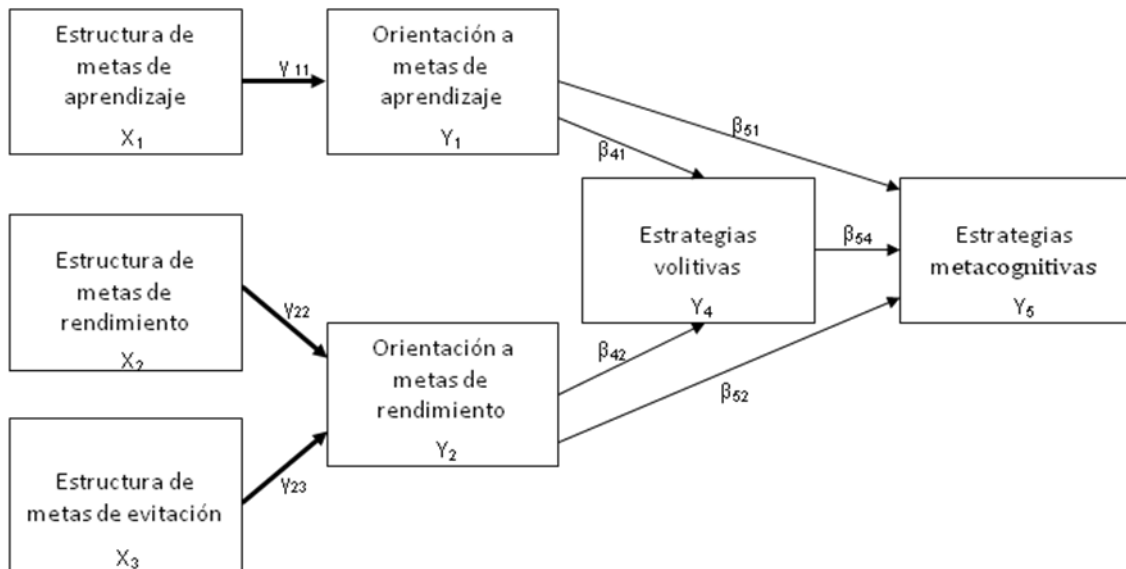 Estructura de
metas de
aprendizaje
X1
γ 11
Orientación a
metas de
aprendizaje
Y1
β51
β41
Estructura de
metas de
rendimiento
X2
γ22
Estrategias
volitivas
Y4
β54
Estrategias
metacognitivas
Y5
Orientación a
metas de
rendimiento
Y2
β42
β52
Estructura de
metas de evitación
X3
γ23